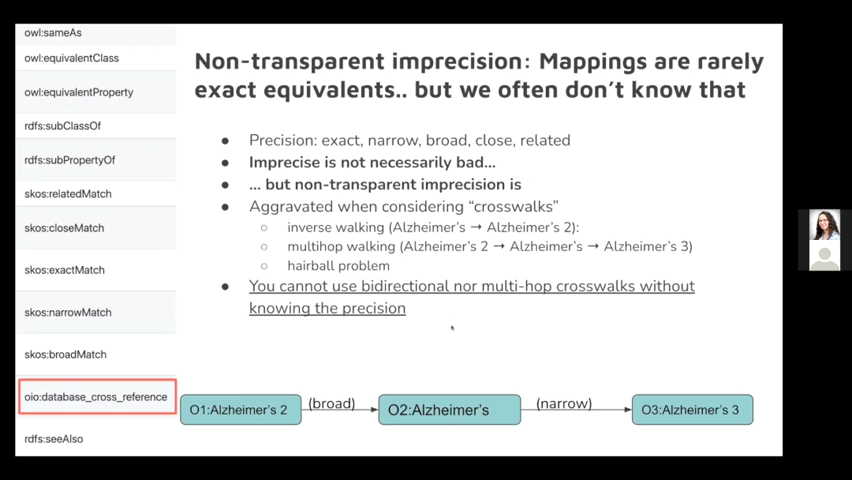 owl:sameAs
owl:equivalentClass
owl:equivalentProperty
rdfs:subClassOf
rdfs:subPropertyOf
skos:relatedMatch
skos:closeMatch
skos:exactMatch
skos:narrowMatch
skos:broadMatch
oio:database_cross_reference
rdfs:seeAlso
Non-transparent imprecision: Mappings are rarely
exact equivalents.. but we often don't know that
● Precision: exact, narrow, broad, close, related
● Imprecise is not necessarily bad...
● ... but non-transparent imprecision is
● Aggravated when considering “crosswalks”
○ inverse walking (Alzheimer's → Alzheimer's 2):
○ multihop walking (Alzheimer's 2 → Alzheimer's → Alzheimer's 3)
○ hairball problem
● You cannot use bidirectional nor multi-hop crosswalks without
knowing the precision
O1:Alzheimer's 2 (broad) O2:Alzheimer's (narrow) O3:Alzheimer's 3